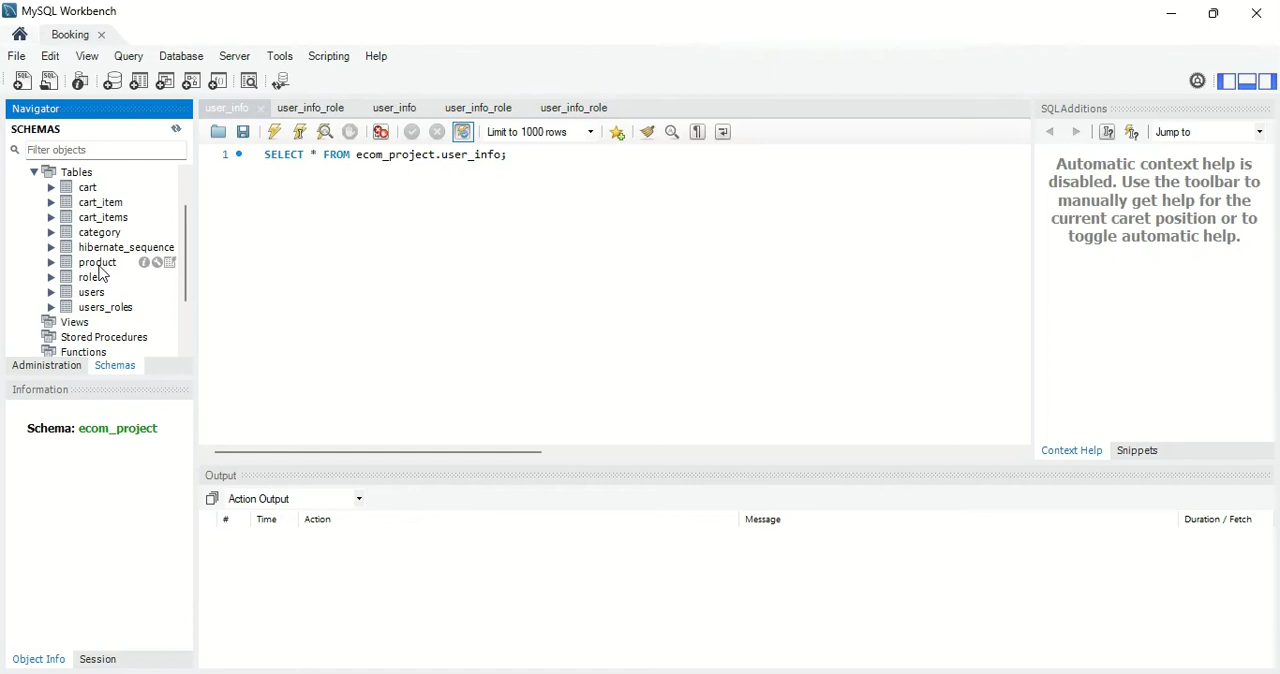 MySQL Workbench
Booking
File Edit View Query Database Server Tools Scripting Help
Navigator
SCHEMAS
Filter objects
Tables
cart
cart_item
cart_items
category
hibernate_sequence
product
role
users
users_roles
Views
Stored Procedures
Functions
Administration Schemas
Information
Schema: ecom_project
Object Info Session
user_info user_info_role user_info user_info_role user_info_role
Limit to 1000 rows
1 SELECT * FROM ecom_project.user_info;
Output
Action Output
# Time Action Message Duration / Fetch
SQLAdditions
Jump to
Automatic context help is
disabled. Use the toolbar to
manually get help for the
current caret position or to
toggle automatic help.
Context Help Snippets